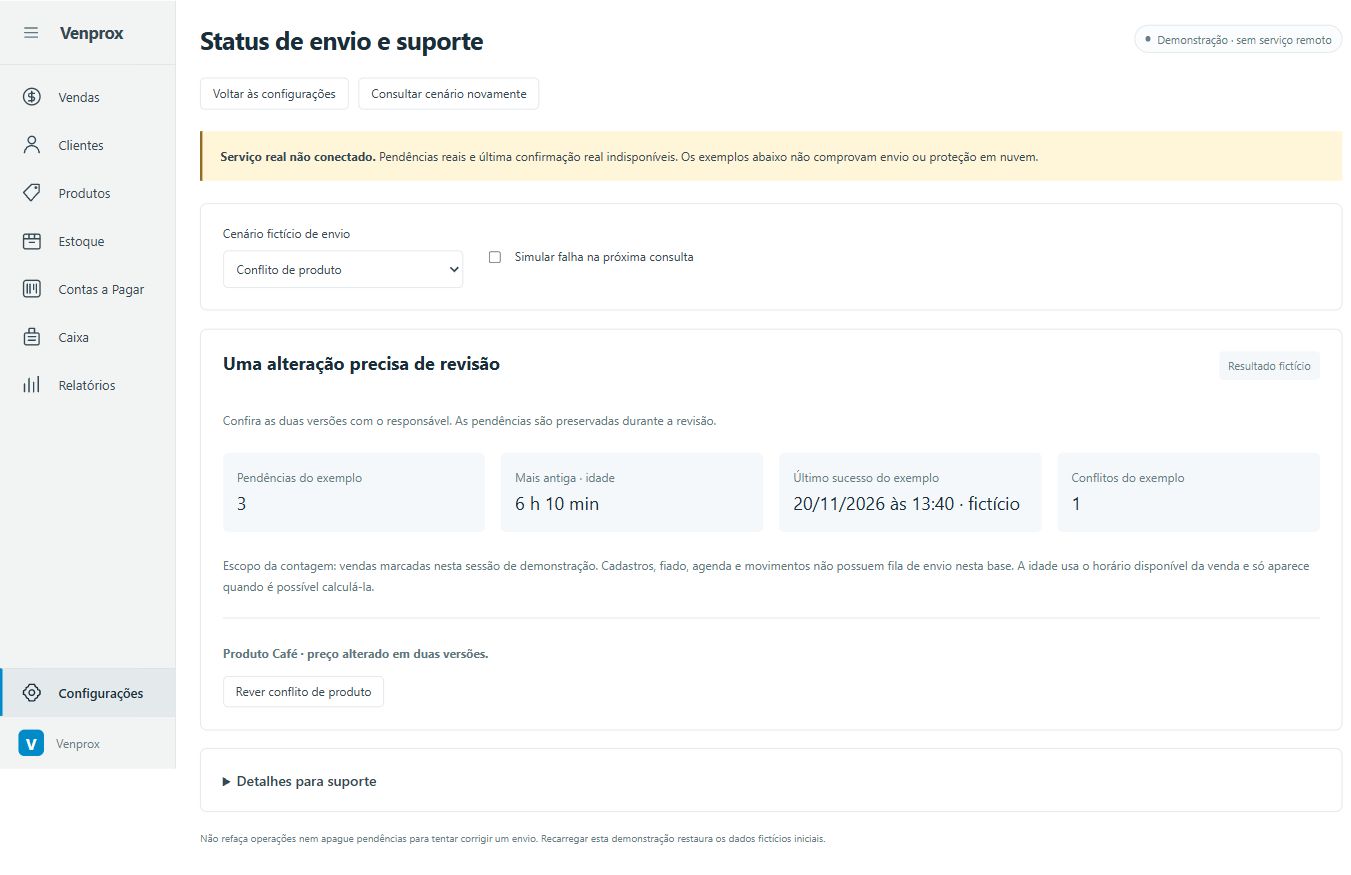 Venprox
Vendas
Clientes
Produtos
Estoque
Contas a Pagar
Caixa
Relatórios
Configurações
V Venprox
Status de envio e suporte
Demonstração · sem serviço remoto
Voltar às configurações
Consultar cenário novamente
Serviço real não conectado. Pendências reais e última confirmação real indisponíveis. Os exemplos abaixo não comprovam envio ou proteção em nuvem.
Cenário fictício de envio
Conflito de produto
Simular falha na próxima consulta
Uma alteração precisa de revisão
Resultado fictício
Confira as duas versões com o responsável. As pendências são preservadas durante a revisão.
Pendências do exemplo
3
Mais antiga · idade
6 h 10 min
Último sucesso do exemplo
20/11/2026 às 13:40 · fictício
Conflitos do exemplo
1
Escopo da contagem: vendas marcadas nesta sessão de demonstração. Cadastros, fiado, agenda e movimentos não possuem fila de envio nesta base. A idade usa o horário disponível da venda e só aparece
quando é possível calculá-la.
Produto Café · preço alterado em duas versões.
Rever conflito de produto
Detalhes para suporte
Não refaça operações nem apague pendências para tentar corrigir um envio. Recarregar esta demonstração restaura os dados fictícios iniciais.